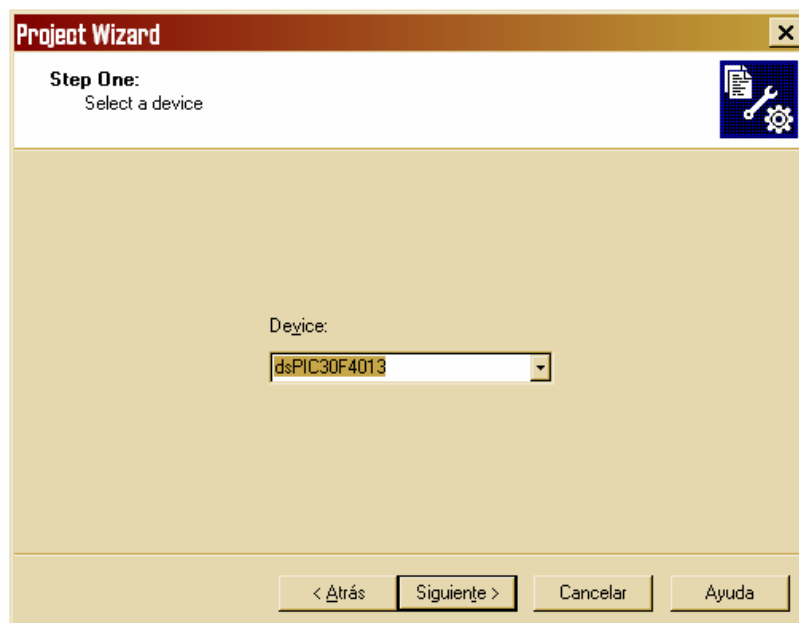 Project Wizard
Step One:
Select a device
Device:
dsPIC30F4013
< Atrás
Siguiente >
Cancelar
Ayuda